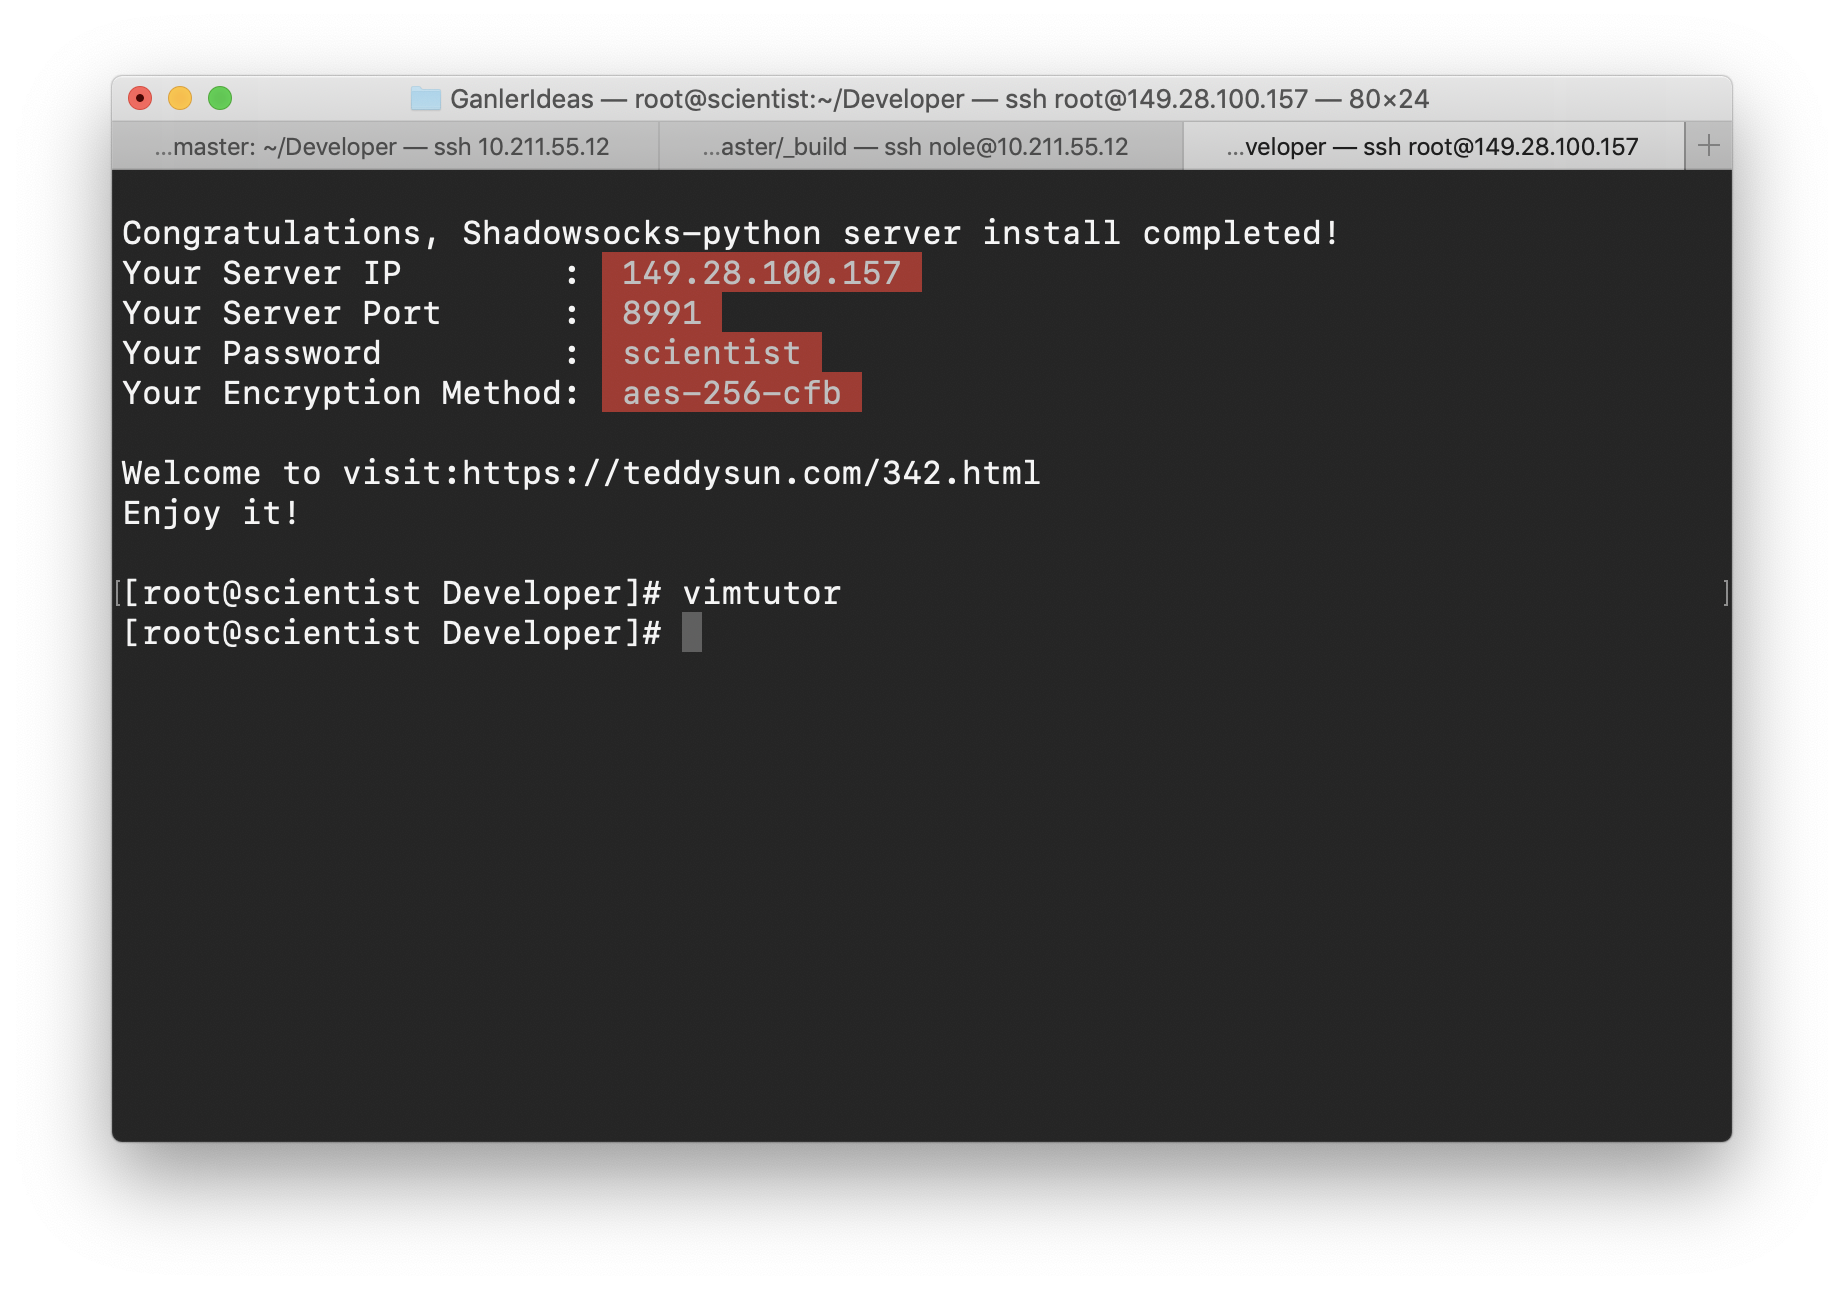 GanlerIdeas — root@scientist:~/Developer — ssh root@149.28.100.157 — 80×24
...master: ~/Developer — ssh 10.211.55.12
...aster/_build — ssh nole@10.211.55.12
...veloper — ssh root@149.28.100.157
Congratulations, Shadowsocks-python server install completed!
Your Server IP        :  149.28.100.157
Your Server Port      :  8991
Your Password         :  scientist
Your Encryption Method:  aes-256-cfb
Welcome to visit:https://teddysun.com/342.html
Enjoy it!
[[root@scientist Developer]# vimtutor ]
[root@scientist Developer]#